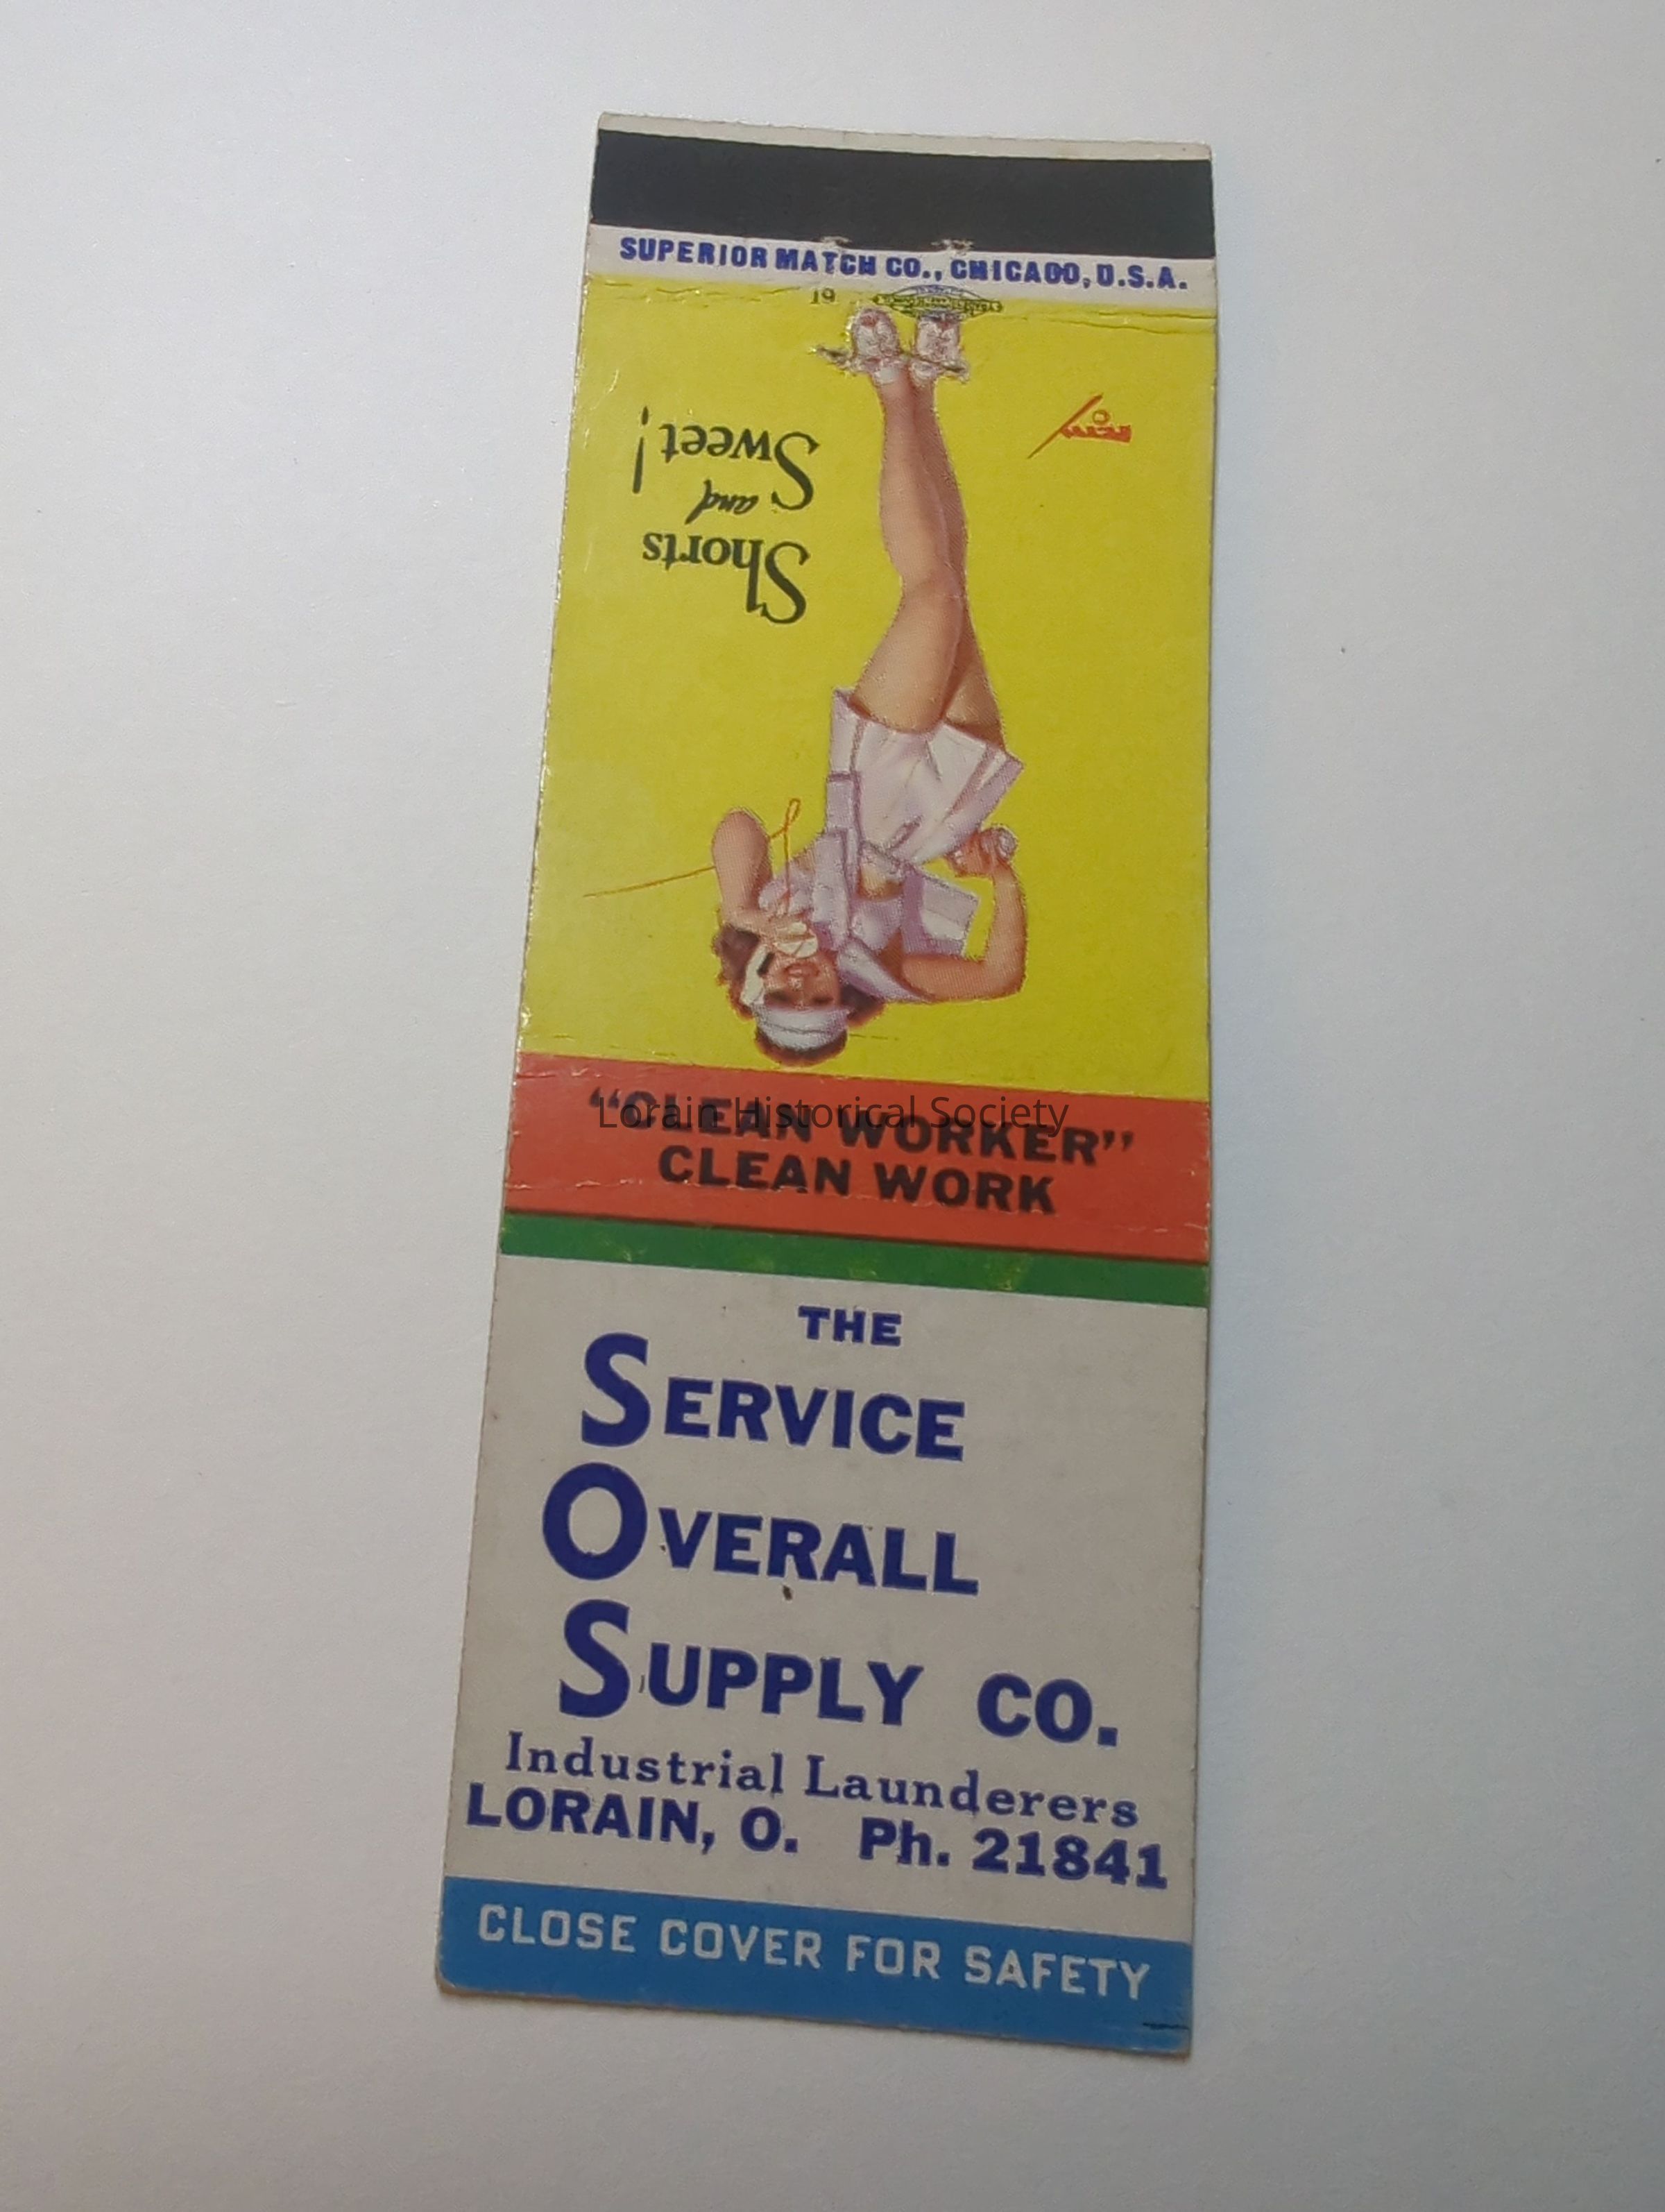 SUPERIOR MATCH CO., CHICAGO, U.S.A.
19
Shorts
and
Sweet!
"CLEAN WORKER"
CLEAN WORK
Lorain Historical Society
THE
SERVICE
OVERALL
SUPPLY CO.
Industrial Launderers
LORAIN, O. Ph. 21841
CLOSE COVER FOR SAFETY